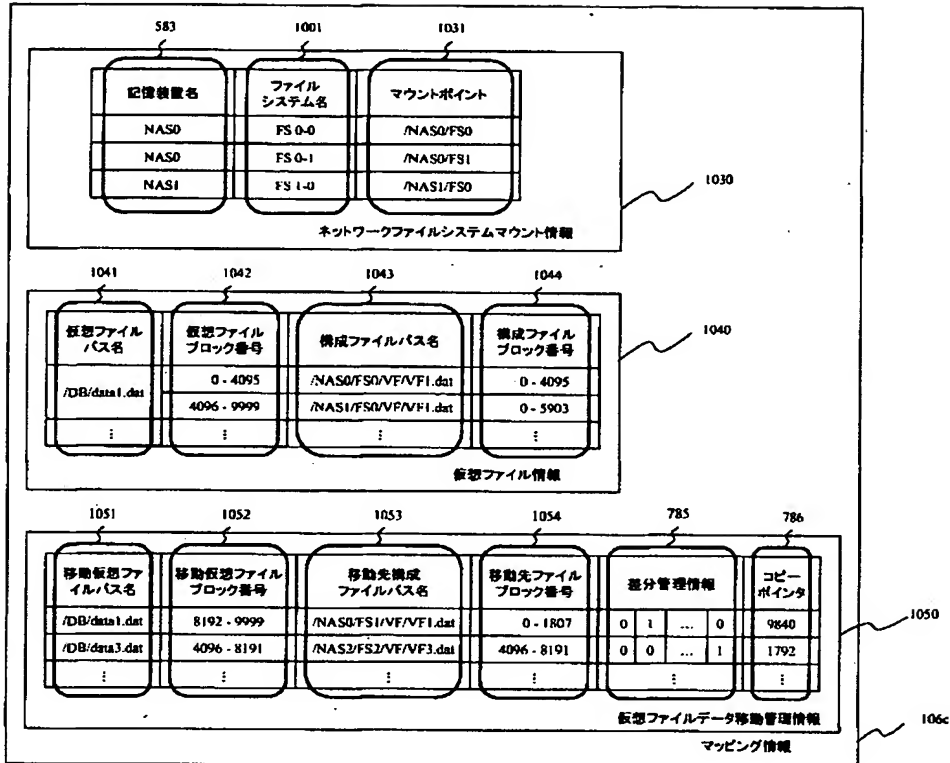 583 1001 1031
記憶装置名 ファイルシステム名 マウントポイント
NAS0 FS 0-0 /NAS0/FS0
NAS0 FS 0-1 /NAS0/FS1
NAS1 FS 1-0 /NAS1/FS0
1030
ネットワークファイルシステムマウント情報
1041 1042 1043 1044
仮想ファイルパス名 仮想ファイルブロック番号 構成ファイルパス名 構成ファイルブロック番号
1040
/DB/data1.dat 0 - 4095 /NAS0/FS0/VF/VF1.dat 0 - 4095
4096 - 9999 /NAS1/FS0/VF/VF1.dat 0 - 5903
⋮ ⋮ ⋮ ⋮
仮想ファイル情報
1051 1052 1053 1054 785 786
移動仮想ファイルパス名 移動仮想ファイルブロック番号 移動先構成ファイルパス名 移動先ファイルブロック番号 差分管理情報 コピーポインタ
/DB/data1.dat 8192 - 9999 /NAS0/FS1/VF/VF1.dat 0 - 1807 0 1 … 0 9840
1050
/DB/data3.dat 4096 - 8191 /NAS2/FS2/VF/VF3.dat 4096 - 8191 0 0 … 1 1792
⋮ ⋮ ⋮ ⋮ ⋮ ⋮
仮想ファイルデータ移動管理情報
106c
マッピング情報